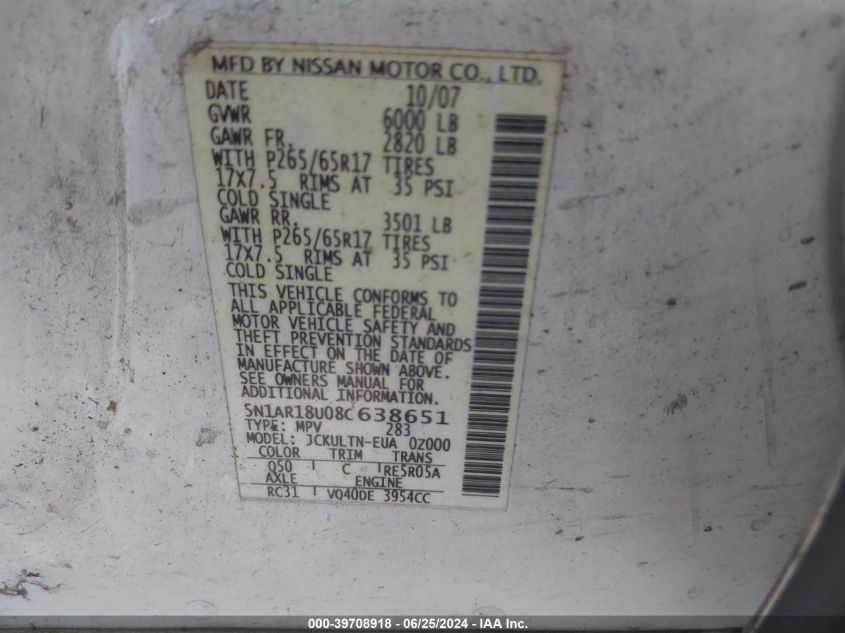 MFD BY NISSAN MOTOR CO., LTD.
DATE 10/07
GVWR 6000 LB
GAWR FR. 2820 LB
WITH P265/65R17 TIRES
17X7.5 RIMS AT 35 PSI
COLD SINGLE
GAWR RR. 3501 LB
WITH P265/65R17 TIRES
17X7.5 RIMS AT 35 PSI
COLD SINGLE
THIS VEHICLE CONFORMS TO
ALL APPLICABLE FEDERAL
MOTOR VEHICLE SAFETY AND
THEFT PREVENTION STANDARDS
IN EFFECT ON THE DATE OF
MANUFACTURE SHOWN ABOVE.
SEE OWNERS MANUAL FOR
ADDITIONAL INFORMATION.
5N1AR18U08C638651
TYPE: MPV 283
MODEL: JCKULTN-EUA 0Z000
COLOR TRIM TRANS
Q50 C RE5R05A
AXLE ENGINE
RC31 VQ40DE 3954CC
000-39708918 - 06/25/2024 - IAA Inc.